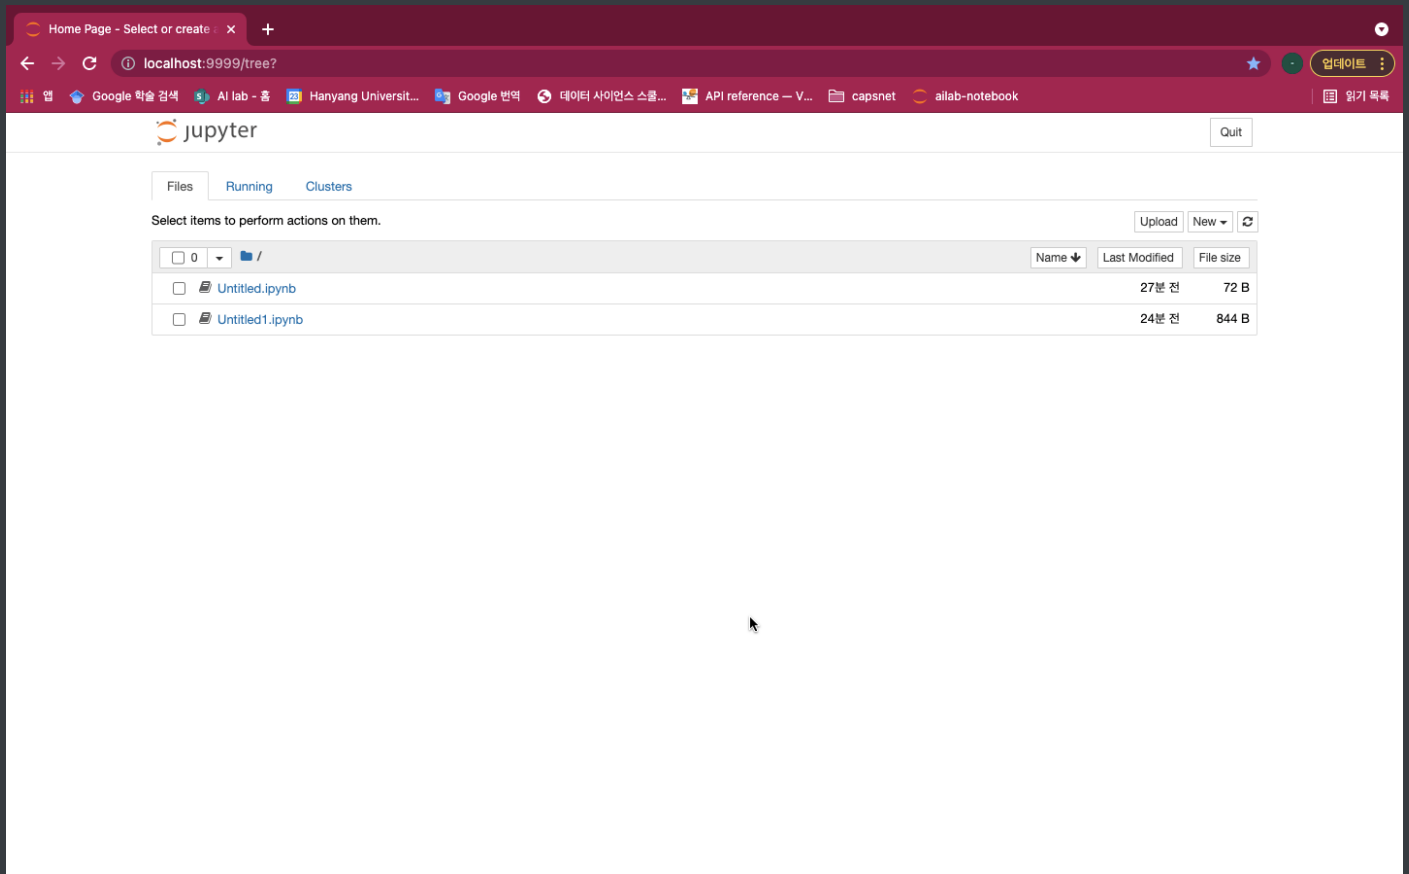 Home Page - Select or create a
localhost:9999/tree?
업데이트
앱 Google 학술 검색 AI lab - 홈 Hanyang Universit... Google 번역 데이터 사이언스 스쿨... API reference — V... capsnet ailab-notebook 읽기 목록
jupyter Quit
Files Running Clusters
Select items to perform actions on them. Upload New
0 / Name Last Modified File size
Untitled.ipynb 27분 전 72 B
Untitled1.ipynb 24분 전 844 B